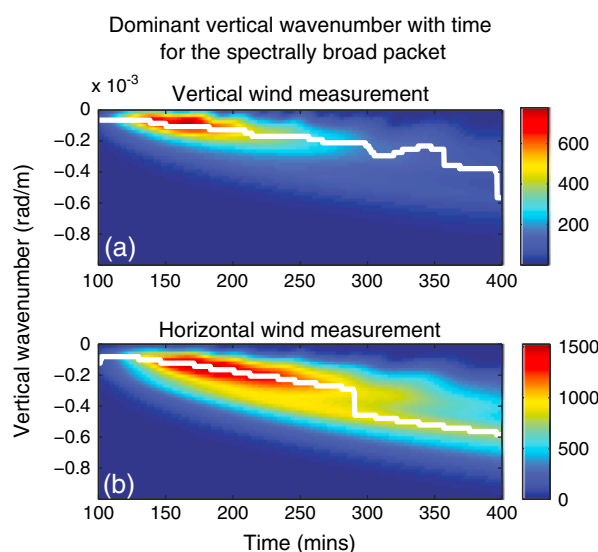 Dominant vertical wavenumber with time
for the spectrally broad packet
x 10⁻³
Vertical wind measurement
0
-0.2
-0.4
-0.6
-0.8
(a)
100 150 200 250 300 350 400
600
400
200
Vertical wavenumber (rad/m)
Horizontal wind measurement
0
-0.2
-0.4
-0.6
-0.8
(b)
100 150 200 250 300 350 400
1500
1000
500
0
Time (mins)